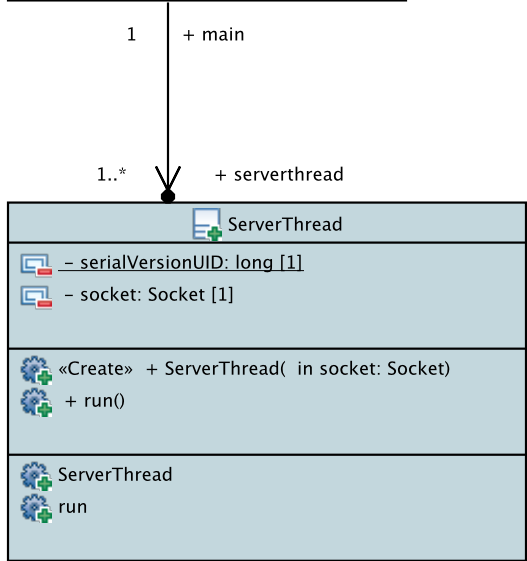 1 + main
1..* + serverthread
ServerThread
– serialVersionUID: long [1]
– socket: Socket [1]
«Create» + ServerThread( in socket: Socket)
+ run()
ServerThread
run